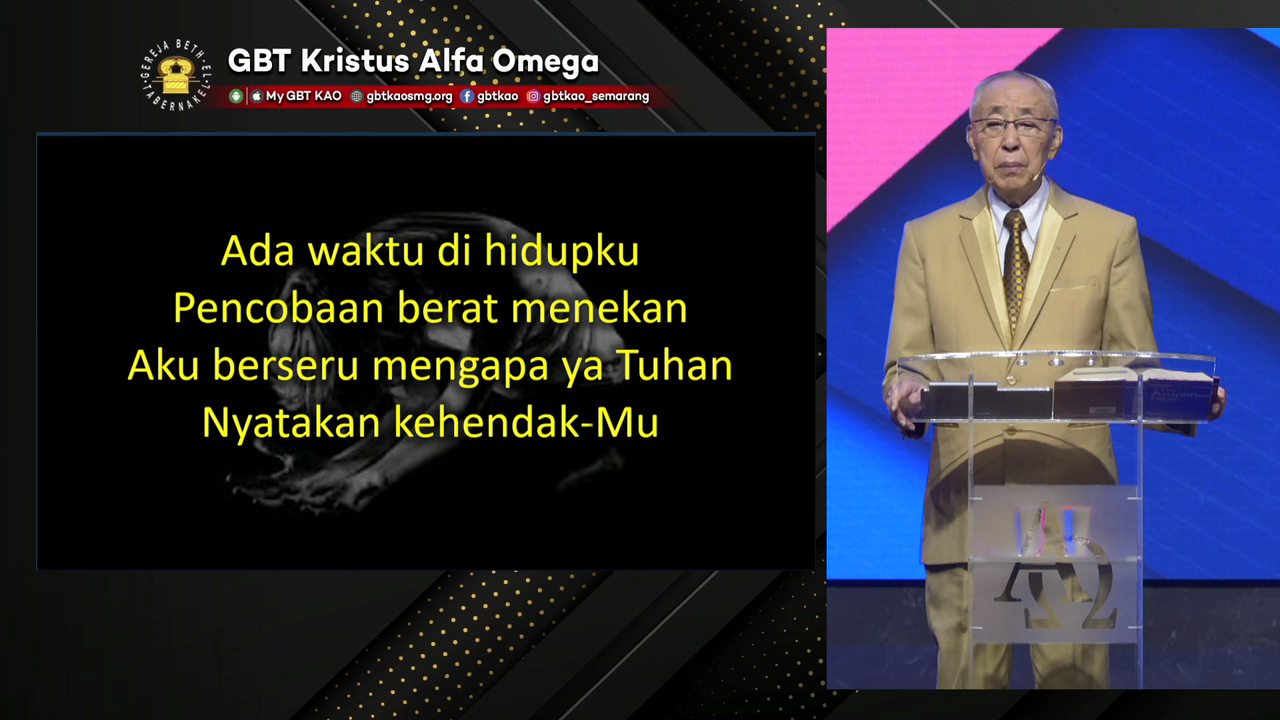 GEREJA BETH-EL TABERNAKEL
GBT Kristus Alfa Omega
My GBT KAO gbtkaosmg.org gbtkao gbtkao_semarang
Ada waktu di hidupku
Pencobaan berat menekan
Aku berseru mengapa ya Tuhan
Nyatakan kehendak-Mu
ΑΩ